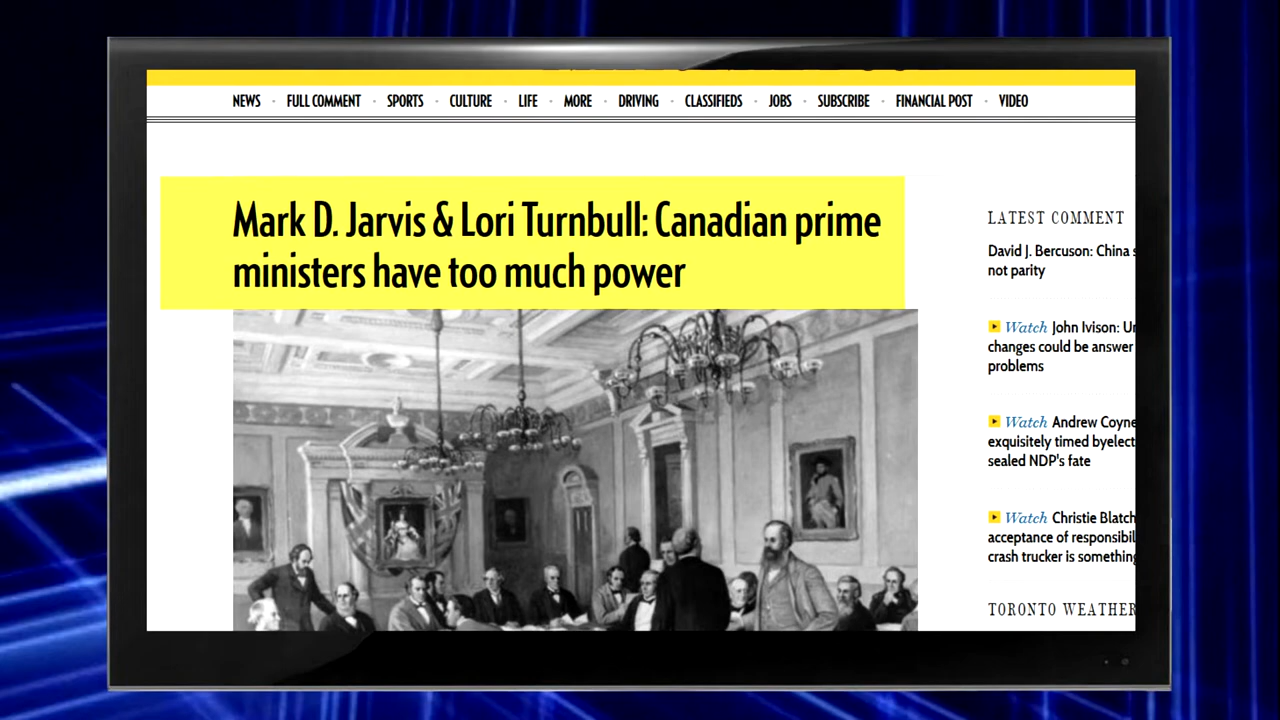 NEWS · FULL COMMENT · SPORTS · CULTURE · LIFE · MORE · DRIVING · CLASSIFIEDS · JOBS · SUBSCRIBE · FINANCIAL POST · VIDEO
Mark D. Jarvis & Lori Turnbull: Canadian prime
ministers have too much power
LATEST COMMENT
David J. Bercuson: China
not parity
Watch John Ivison:
changes could be answer
problems
Watch Andrew Coyne
exquisitely timed
sealed NDP's fate
Watch Christie
acceptance of
crash trucker is something
TORONTO WEATHER